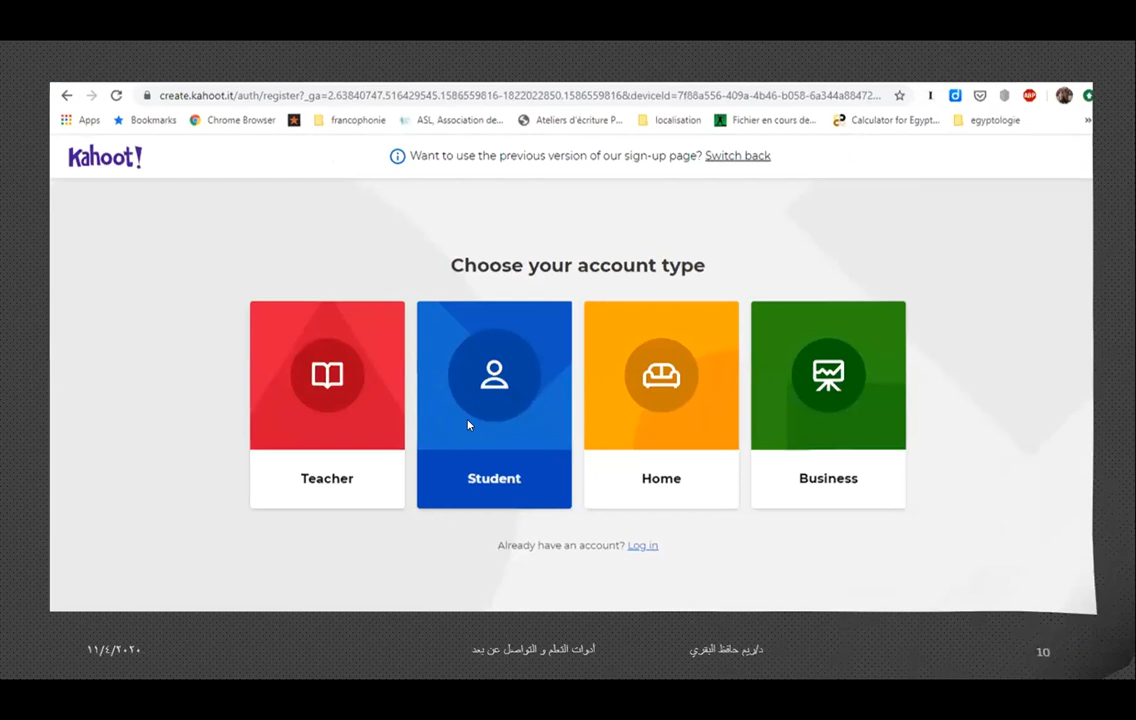 create.kahoot.it/auth/register?_ga=2.63840747.516429545.1586559816-1822022850.1586559816&deviceId=7f88a556-409a-4b46-b058-6a344a88472...
Apps Bookmarks Chrome Browser francophonie ASL, Association de... Ateliers d'écriture P... localisation Fichier en cours de... Calculator for Egypt... egyptologie »
Kahoot! Want to use the previous version of our sign-up page? Switch back
Choose your account type
Teacher Student Home Business
Already have an account? Log in
١١/٤/٢٠٢٠ أدوات التعلم و التواصل عن بعد د/ريم حافظ البقري 10